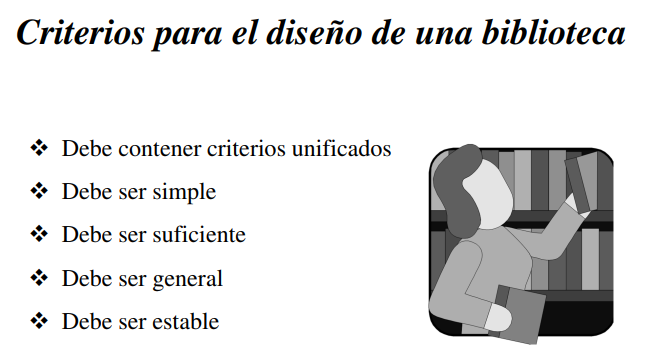 Criterios para el diseño de una biblioteca
❖ Debe contener criterios unificados
❖ Debe ser simple
❖ Debe ser suficiente
❖ Debe ser general
❖ Debe ser estable